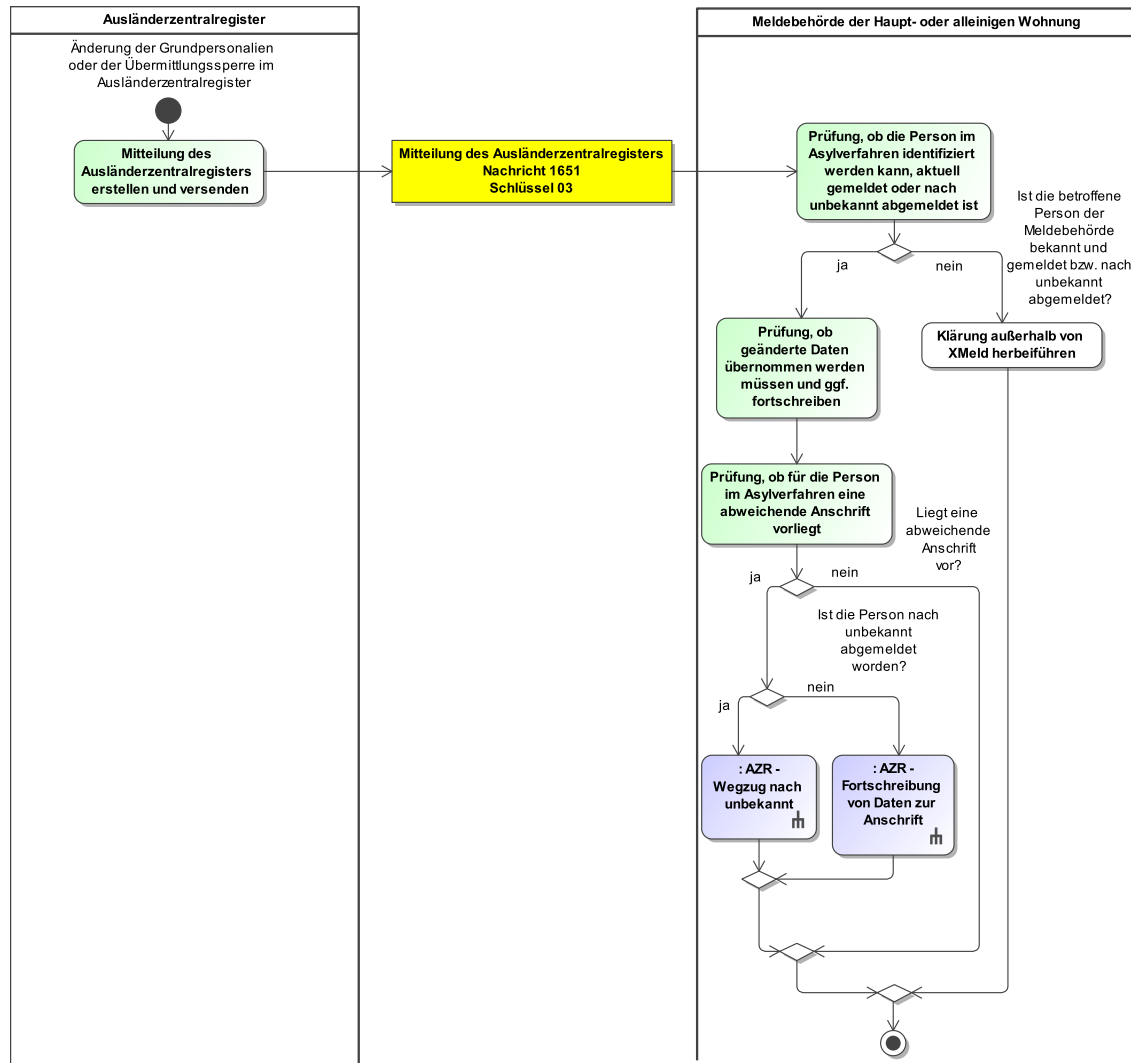 Ausländerzentralregister
Meldebehörde der Haupt- oder alleinigen Wohnung
Änderung der Grundpersonalien
oder der Übermittlungssperre im
Ausländerzentralregister
Mitteilung des
Ausländerzentralregisters
erstellen und versenden
Mitteilung des Ausländerzentralregisters
Nachricht 1651
Schlüssel 03
Prüfung, ob die Person im
Asylverfahren identifiziert
werden kann, aktuell
gemeldet oder nach
unbekannt abgemeldet ist
Ist die betroffene
Person der
Meldebehörde
bekannt und
gemeldet bzw. nach
unbekannt
abgemeldet?
ja
nein
Prüfung, ob
geänderte Daten
übernommen werden
müssen und ggf.
fortschreiben
Klärung außerhalb von
XMeld herbeiführen
Prüfung, ob für die Person
im Asylverfahren eine
abweichende Anschrift
vorliegt
Liegt eine
abweichende
Anschrift
vor?
ja
nein
Ist die Person nach
unbekannt
abgemeldet
worden?
ja
nein
: AZR -
Wegzug nach
unbekannt
: AZR -
Fortschreibung
von Daten zur
Anschrift